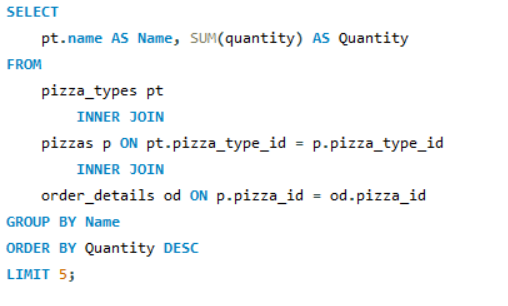 SELECT
pt.name AS Name, SUM(quantity) AS Quantity
FROM
pizza_types pt
INNER JOIN
pizzas p ON pt.pizza_type_id = p.pizza_type_id
INNER JOIN
order_details od ON p.pizza_id = od.pizza_id
GROUP BY Name
ORDER BY Quantity DESC
LIMIT 5;